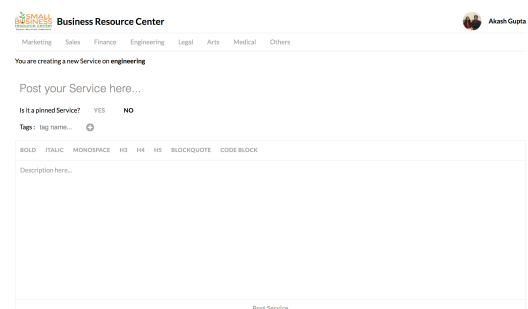 SMALL
BUSINESS
RESOURCE CENTER
Business Resource Center
Akash Gupta
Marketing Sales Finance Engineering Legal Arts Medical Others
You are creating a new Service on engineering
Post your Service here...
Is it a pinned Service? YES NO
Tags : tag name...
BOLD ITALIC MONOSPACE H3 H4 H5 BLOCKQUOTE CODE BLOCK
Description here...
Post Service